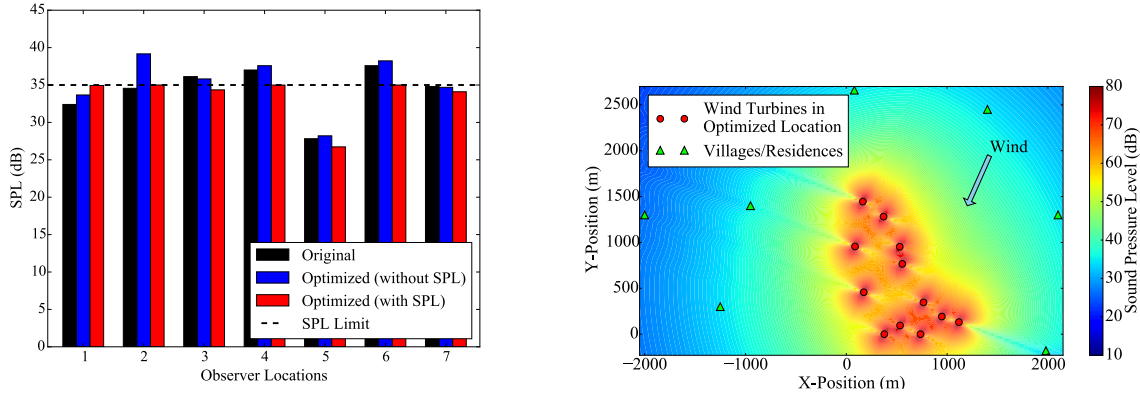 45
40
35
30
25
20
15
10
5
0
SPL (dB)
Original
Optimized (without SPL)
Optimized (with SPL)
SPL Limit
1 2 3 4 5 6 7
Observer Locations
2500
2000
1500
1000
500
0
Y-Position (m)
Wind Turbines in
Optimized Location
Villages/Residences
Wind
−2000 −1000 0 1000 2000
X-Position (m)
80
70
60
50
40
30
20
10
Sound Pressure Level (dB)